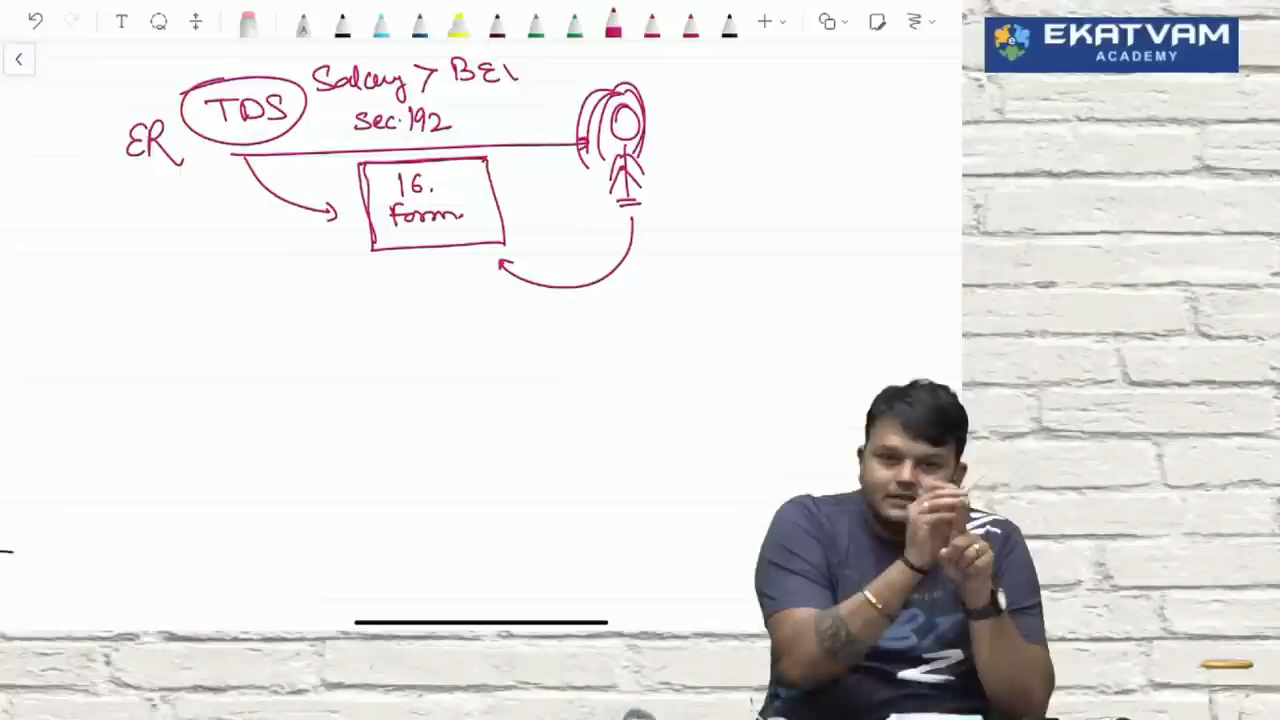 EKATVAM
ACADEMY
Salary > BEL
TDS
Sec. 192
ER
16.
form.
T
A